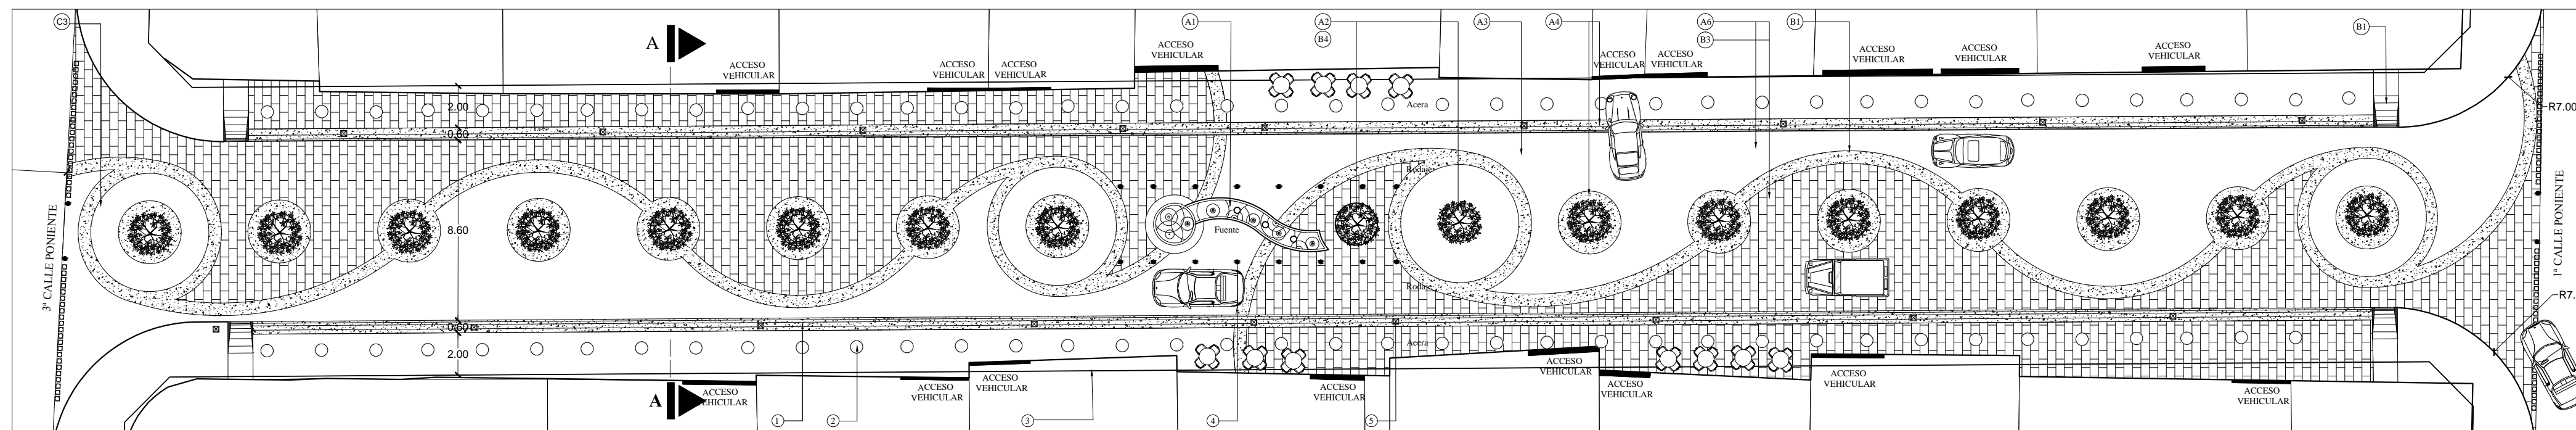 C3
A
A1
A2
B4
A3
A4
A6
B3
B1
B1
ACCESO
VEHICULAR
ACCESO
VEHICULAR
ACCESO
VEHICULAR
ACCESO
VEHICULAR
ACCESO
VEHICULAR
ACCESO
VEHICULAR
ACCESO
VEHICULAR
ACCESO
VEHICULAR
ACCESO
VEHICULAR
2.00
0.60
8.60
0.60
2.00
Acera
R7.00
Rodaje
Fuente
Rodaje
Acera
3ª CALLE PONIENTE
1ª CALLE PONIENTE
R7.
A
ACCESO
VEHICULAR
ACCESO
VEHICULAR
ACCESO
VEHICULAR
ACCESO
VEHICULAR
ACCESO
VEHICULAR
ACCESO
VEHICULAR
ACCESO
VEHICULAR
ACCESO
VEHICULAR
1
2
3
4
5